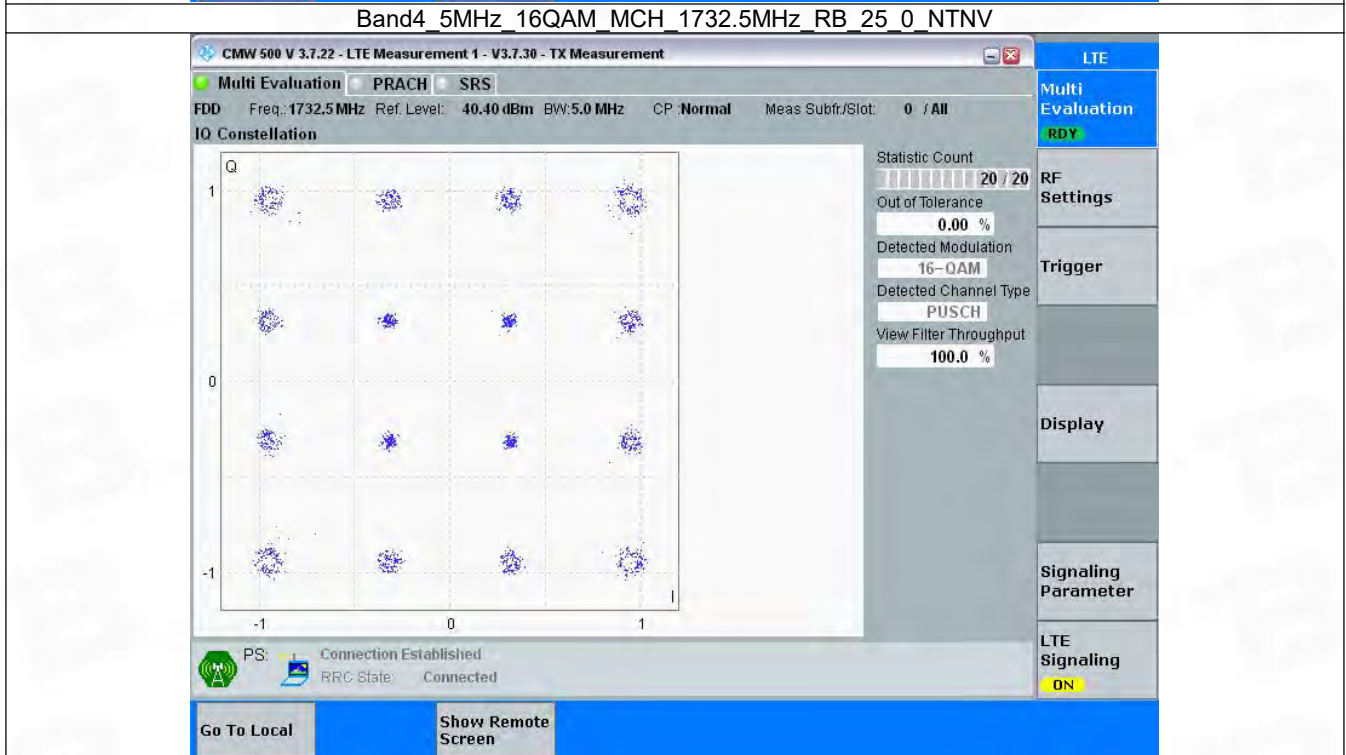 Band4_5MHz_16QAM_MCH_1732.5MHz_RB_25_0_NTNV
CMW 500 V 3.7.22 - LTE Measurement 1 - V3.7.30 - TX Measurement
LTE
Multi Evaluation PRACH SRS
Multi
Evaluation
RDY
FDD Freq.:1732.5 MHz Ref. Level: 40.40 dBm BW:5.0 MHz CP :Normal Meas Subfr./Slot: 0 / All
IQ Constellation
Q
1
0
-1
I
-1 0 1
Statistic Count
20 / 20
Out of Tolerance
0.00 %
Detected Modulation
16-QAM
Detected Channel Type
PUSCH
View Filter Throughput
100.0 %
RF
Settings
Trigger
Display
Signaling
Parameter
LTE
Signaling
ON
PS: Connection Established
RRC State: Connected
Go To Local
Show Remote
Screen